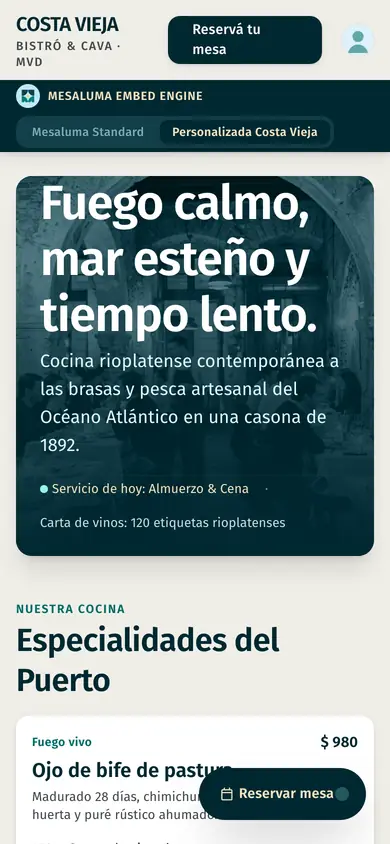 COSTA VIEJA
BISTRÓ & CAVA ·
MVD
Reservá tu
mesa
MESALUMA EMBED ENGINE
Mesaluma Standard
Personalizada Costa Vieja
Fuego calmo,
mar esteño y
tiempo lento.
Cocina rioplatense contemporánea a
las brasas y pesca artesanal del
Océano Atlántico en una casona de
1892.
Servicio de hoy: Almuerzo & Cena ·
Carta de vinos: 120 etiquetas rioplatenses
NUESTRA COCINA
Especialidades del
Puerto
Fuego vivo
$ 980
Ojo de bife de pastura
Madurado 28 días,
huerta y puré rústico
Reservar mesa